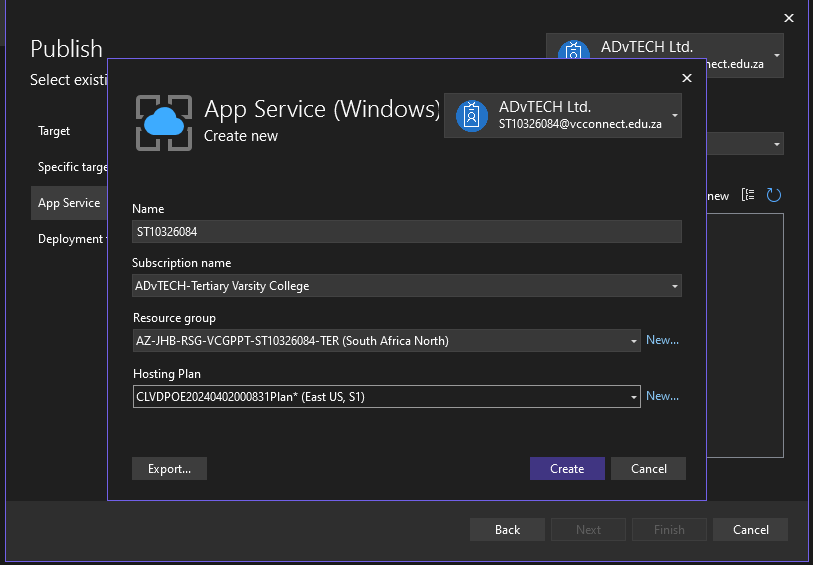 Publish
Select existi
ADvTECH Ltd.
nnect.edu.za
Target
Specific targe
App Service
Deployment t
new
App Service (Windows)
Create new
ADvTECH Ltd.
ST10326084@vcconnect.edu.za
Name
ST10326084
Subscription name
ADvTECH-Tertiary Varsity College
Resource group
AZ-JHB-RSG-VCGPPT-ST10326084-TER (South Africa North)
New...
Hosting Plan
CLVDPOE20240402000831Plan* (East US, S1)
New...
Export...
Create
Cancel
Back
Next
Finish
Cancel